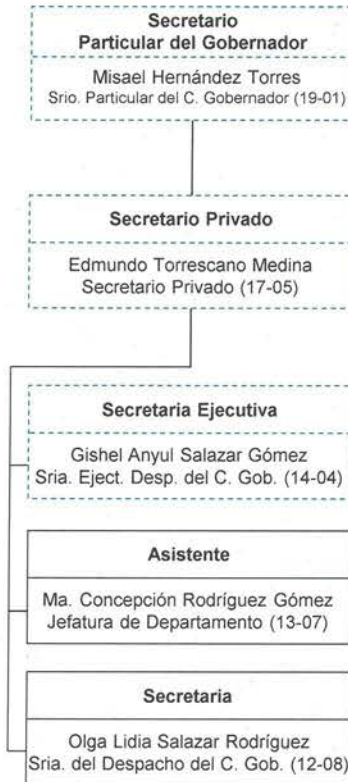 Secretario
Particular del Gobernador
Misael Hernández Torres
Srio. Particular del C. Gobernador (19-01)
Secretario Privado
Edmundo Torrescano Medina
Secretario Privado (17-05)
Secretaria Ejecutiva
Gishel Anyul Salazar Gómez
Sria. Eject. Desp. del C. Gob. (14-04)
Asistente
Ma. Concepción Rodríguez Gómez
Jefatura de Departamento (13-07)
Secretaria
Olga Lidia Salazar Rodríguez
Sria. del Despacho del C. Gob. (12-08)